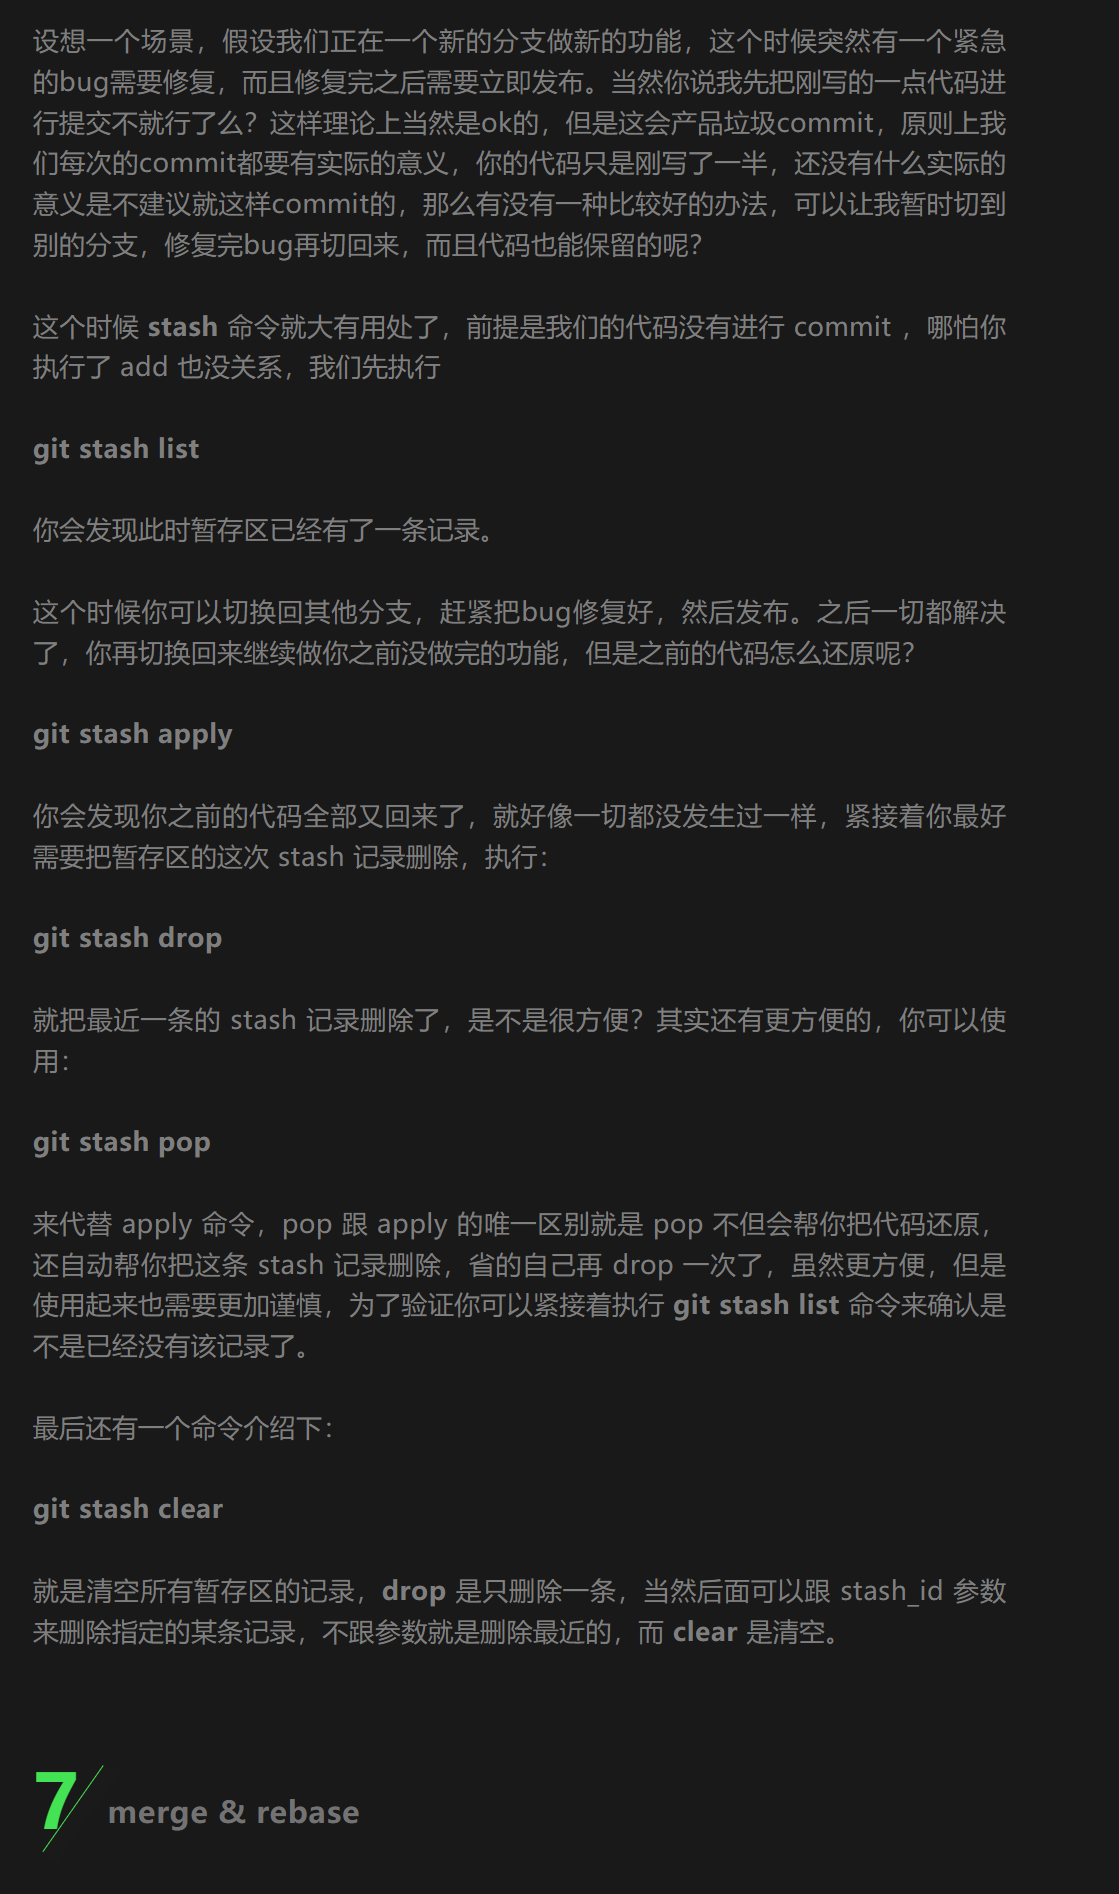 设想一个场景，假设我们正在一个新的分支做新的功能，这个时候突然有一个紧急
的bug需要修复，而且修复完之后需要立即发布。当然你说我先把刚写的一点代码进
行提交不就行了么？这样理论上当然是ok的，但是这会产品垃圾commit，原则上我
们每次的commit都要有实际的意义，你的代码只是刚写了一半，还没有什么实际的
意义是不建议就这样commit的，那么有没有一种比较好的办法，可以让我暂时切到
别的分支，修复完bug再切回来，而且代码也能保留的呢？
这个时候 stash 命令就大有用处了，前提是我们的代码没有进行 commit ，哪怕你
执行了 add 也没关系，我们先执行
git stash list
你会发现此时暂存区已经有了一条记录。
这个时候你可以切换回其他分支，赶紧把bug修复好，然后发布。之后一切都解决
了，你再切换回来继续做你之前没做完的功能，但是之前的代码怎么还原呢？
git stash apply
你会发现你之前的代码全部又回来了，就好像一切都没发生过一样，紧接着你最好
需要把暂存区的这次 stash 记录删除，执行：
git stash drop
就把最近一条的 stash 记录删除了，是不是很方便？其实还有更方便的，你可以使
用：
git stash pop
来代替 apply 命令，pop 跟 apply 的唯一区别就是 pop 不但会帮你把代码还原，
还自动帮你把这条 stash 记录删除，省的自己再 drop 一次了，虽然更方便，但是
使用起来也需要更加谨慎，为了验证你可以紧接着执行 git stash list 命令来确认是
不是已经没有该记录了。
最后还有一个命令介绍下：
git stash clear
就是清空所有暂存区的记录，drop 是只删除一条，当然后面可以跟 stash_id 参数
来删除指定的某条记录，不跟参数就是删除最近的，而 clear 是清空。
7 merge & rebase